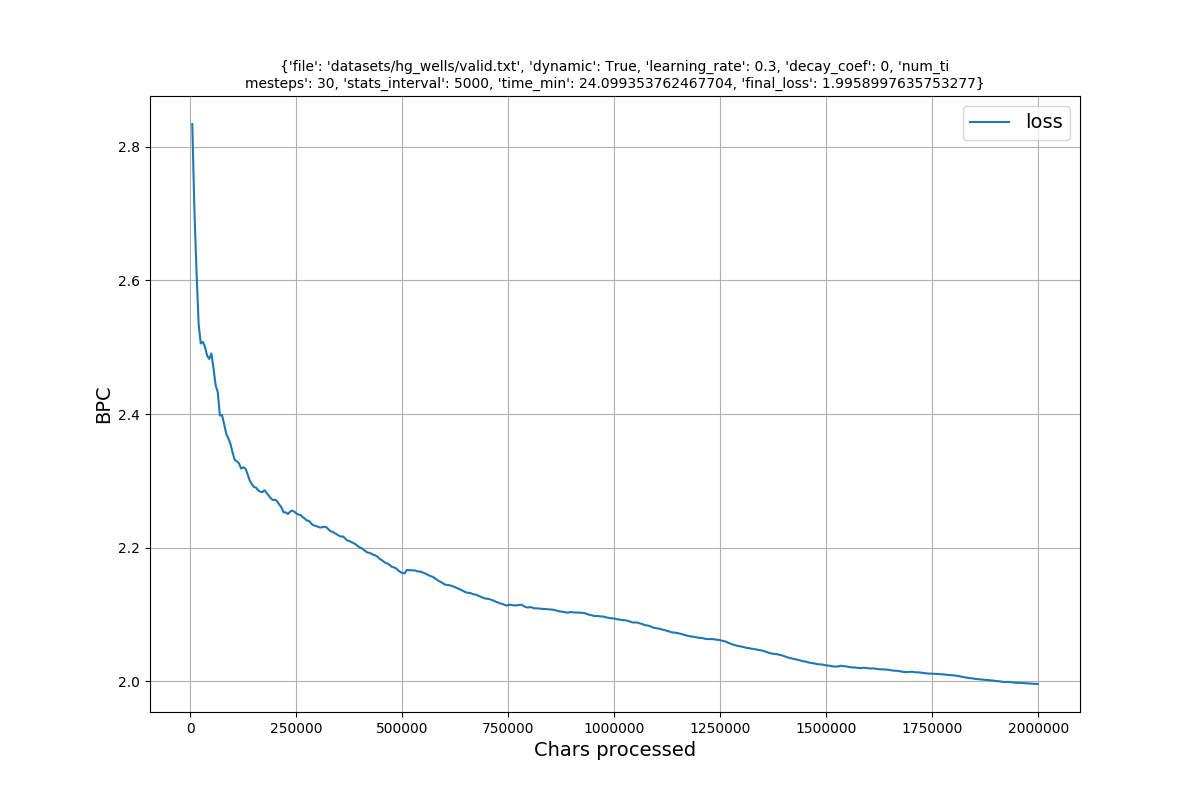 {'file': 'datasets/hg_wells/valid.txt', 'dynamic': True, 'learning_rate': 0.3, 'decay_coef': 0, 'num_ti
mesteps': 30, 'stats_interval': 5000, 'time_min': 24.099353762467704, 'final_loss': 1.9958997635753277}
loss
2.8
2.6
2.4
2.2
2.0
BPC
0 250000 500000 750000 1000000 1250000 1500000 1750000 2000000
Chars processed